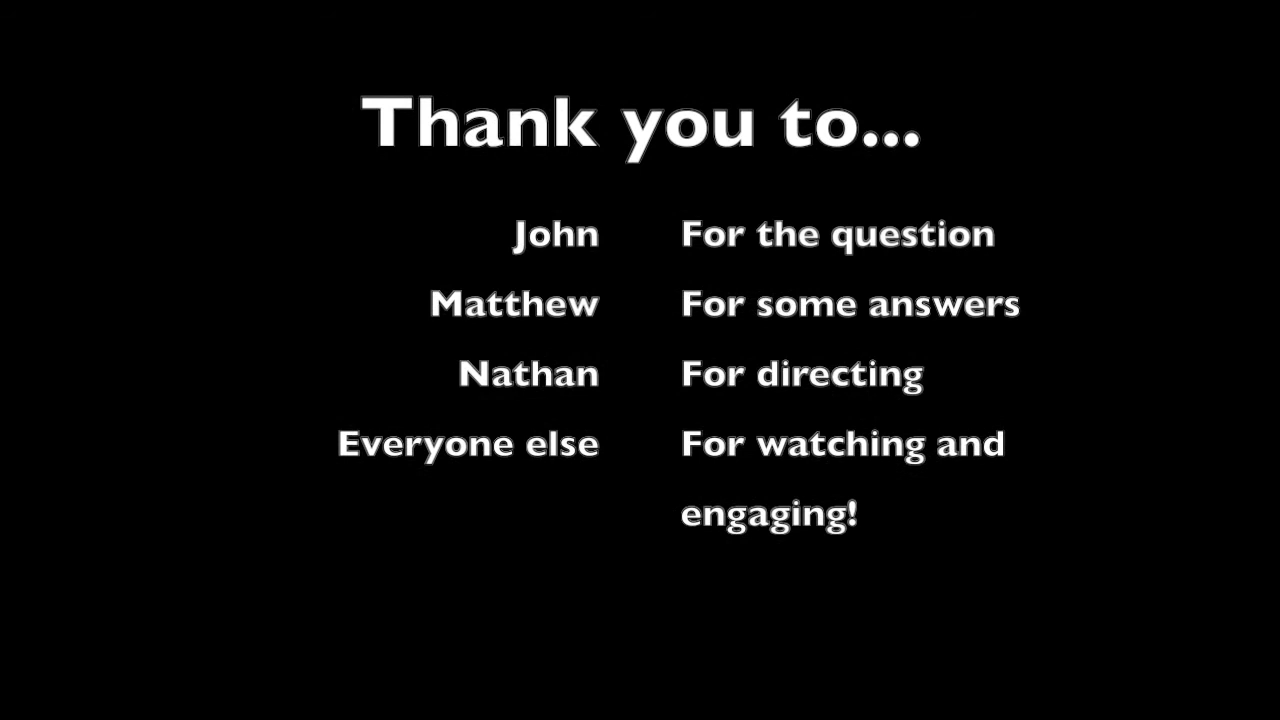 Thank you to...
John For the question
Matthew For some answers
Nathan For directing
Everyone else For watching and
engaging!